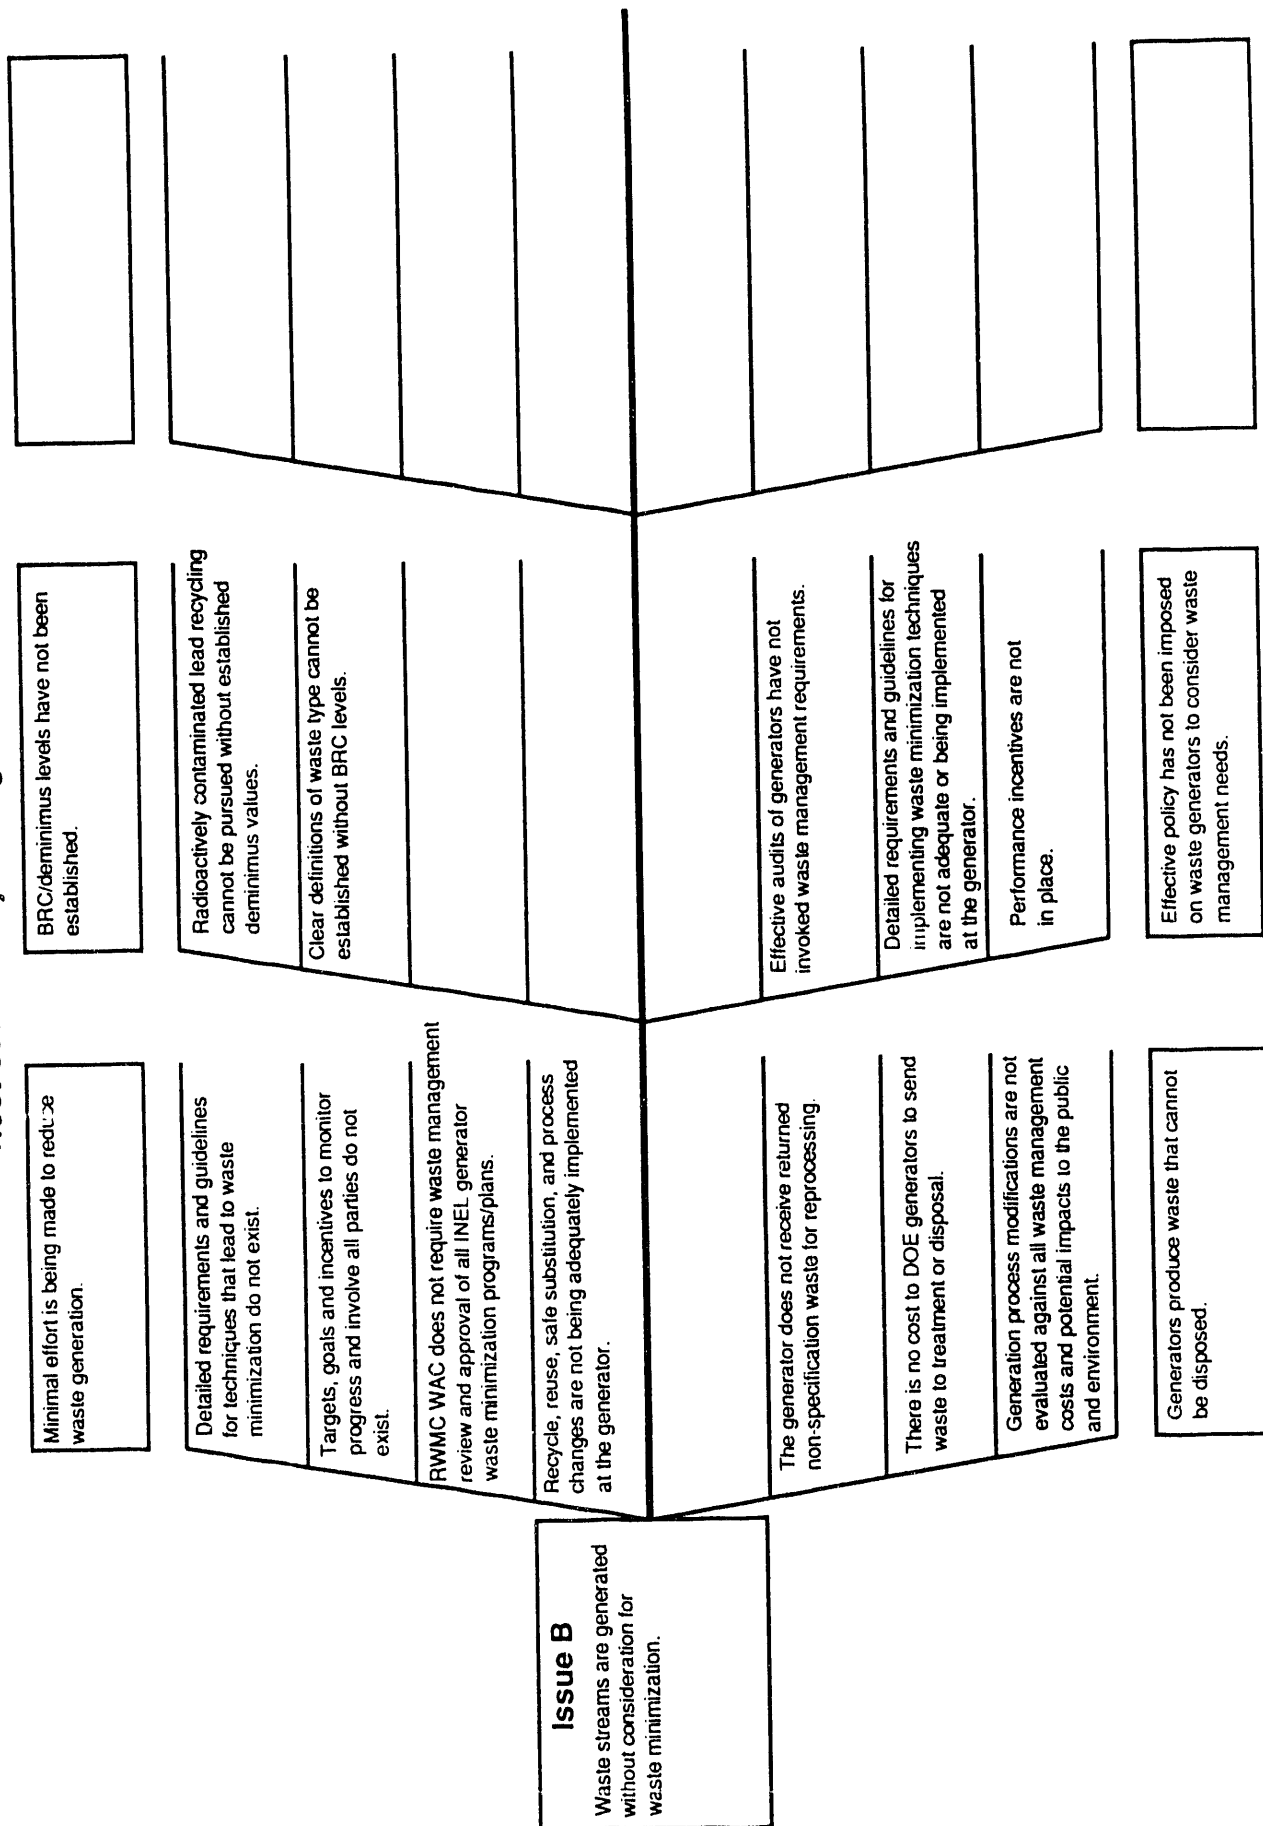 Issue B
Waste streams are generated
without consideration for
waste minimization.
Minimal effort is being made to reduce
waste generation.
Detailed requirements and guidelines
for techniques that lead to waste
minimization do not exist.
Targets, goals and incentives to monitor
progress and involve all parties do not
exist.
RWMC WAC does not require waste management
review and approval of all INEL generator
waste minimization programs/plans.
Recycle, reuse, safe substitution, and process
changes are not being adequately implemented
at the generator.
The generator does not receive returned
non-specification waste for reprocessing.
There is no cost to DOE generators to send
waste to treatment or disposal.
Generation process modifications are not
evaluated against all waste management
costs and potential impacts to the public
and environment.
Generators produce waste that cannot
be disposed.
BRC/deminimus levels have not been
established.
Radioactively contaminated lead recycling
cannot be pursued without established
deminimus values.
Clear definitions of waste type cannot be
established without BRC levels.
Effective audits of generators have not
invoked waste management requirements.
Detailed requirements and guidelines for
implementing waste minimization techniques
are not adequate or being implemented
at the generator.
Performance incentives are not
in place.
Effective policy has not been imposed
on waste generators to consider waste
management needs.